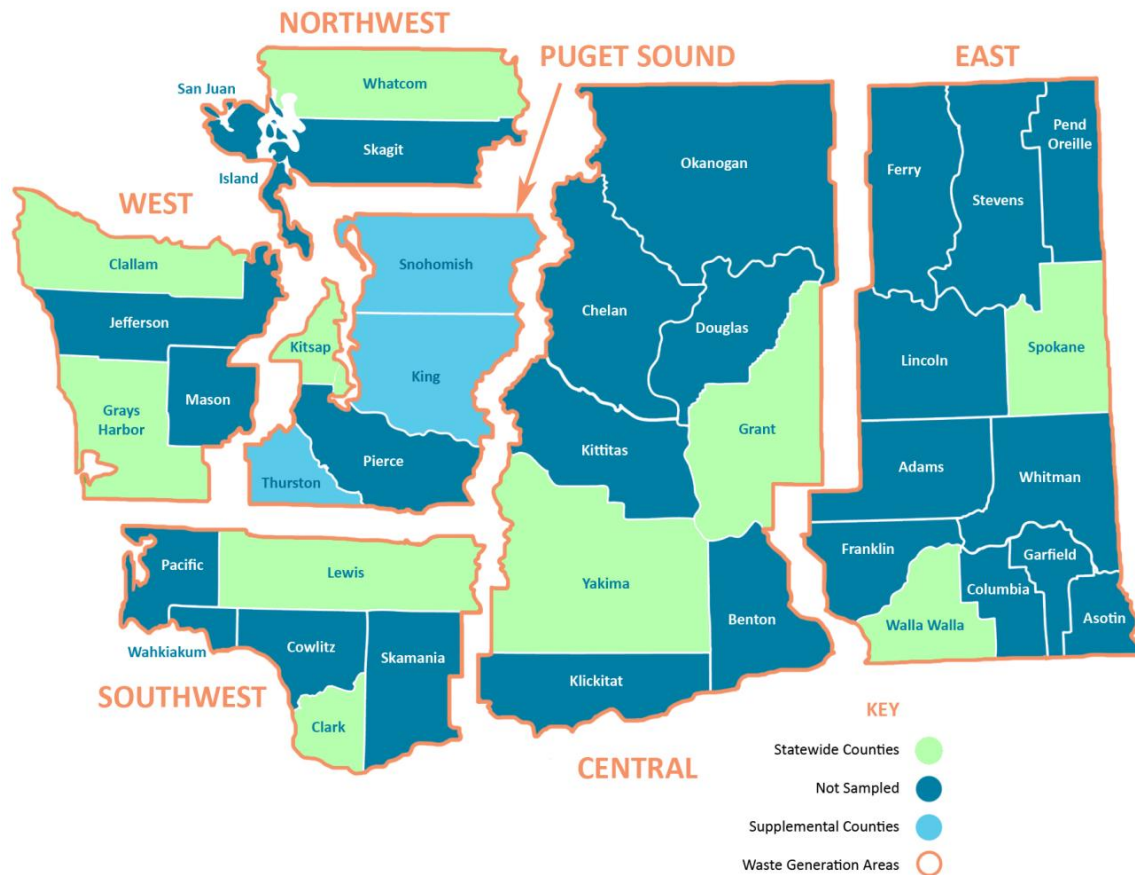 NORTHWEST
Whatcom
San Juan
Skagit
Island
PUGET SOUND
Snohomish
King
Kitsap
Pierce
Thurston
WEST
Clallam
Jefferson
Mason
Grays
Harbor
Pacific
Lewis
Wahkiakum
Cowlitz
Skamania
Clark
SOUTHWEST
Okanogan
Chelan
Douglas
Grant
Kittitas
Yakima
Benton
Klickitat
CENTRAL
EAST
Ferry
Stevens
Pend
Oreille
Lincoln
Spokane
Adams
Whitman
Franklin
Garfield
Columbia
Walla Walla
Asotin
KEY
Statewide Counties
Not Sampled
Supplemental Counties
Waste Generation Areas